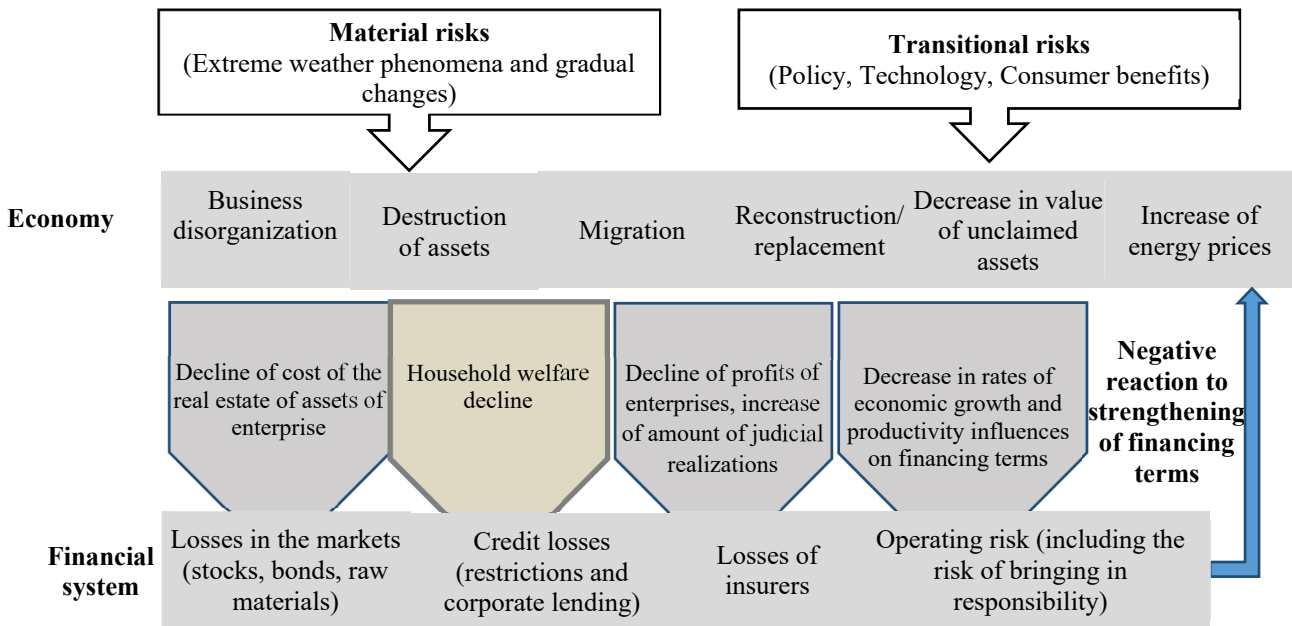 Material risks
(Extreme weather phenomena and gradual
changes)
Transitional risks
(Policy, Technology, Consumer benefits)
Economy
Business
disorganization
Destruction
of assets
Migration
Reconstruction/
replacement
Decrease in value
of unclaimed
assets
Increase of
energy prices
Decline of cost of the
real estate of assets of
enterprise
Household welfare
decline
Decline of profits of
enterprises, increase
of amount of judicial
realizations
Decrease in rates of
economic growth and
productivity influences
on financing terms
Negative
reaction to
strengthening
of financing
terms
Financial
system
Losses in the markets
(stocks, bonds, raw
materials)
Credit losses
(restrictions and
corporate lending)
Losses of
insurers
Operating risk (including the
risk of bringing in
responsibility)